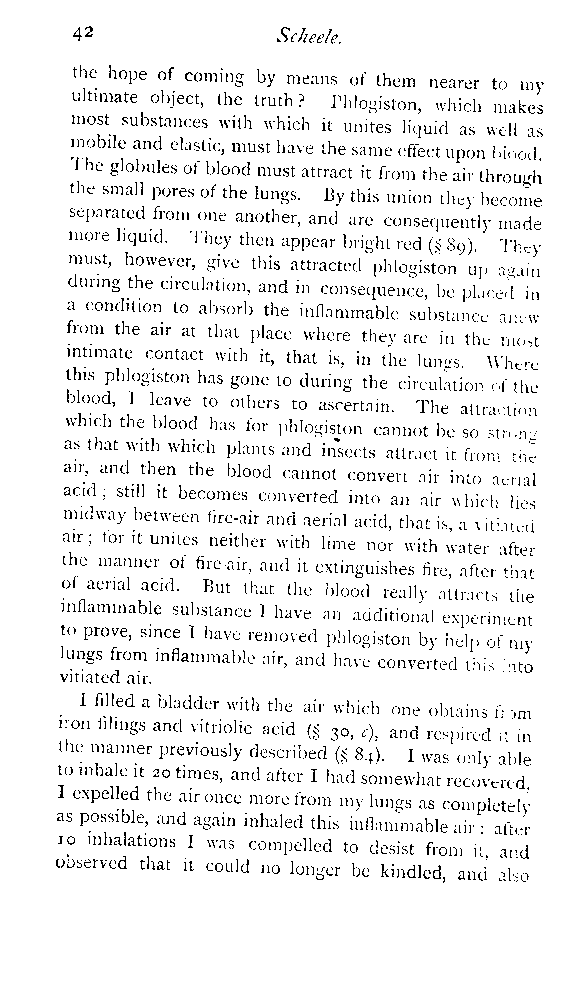 42 Scheele.
the hope of coming by means of them nearer to my
ultimate object, the truth? Phlogiston, which makes
most substances with which it unites liquid as well as
mobile and elastic, must have the same effect upon blood.
The globules of blood must attract it from the air through
the small pores of the lungs. By this union they become
separated from one another, and are consequently made
more liquid. They then appear bright red (§ 89). They
must, however, give this attracted phlogiston up again
during the circulation, and in consequence, be placed in
a condition to absorb the inflammable substance anew
from the air at that place where they are in the most
intimate contact with it, that is, in the lungs. Where
this phlogiston has gone to during the circulation of the
blood, I leave to others to ascertain. The attraction
which the blood has for phlogiston cannot be so strong
as that with which plants and insects attract it from the
air, and then the blood cannot convert air into aerial
acid; still it becomes converted into an air which lies
midway between fire-air and aerial acid, that is, a vitiated
air; for it unites neither with lime nor with water after
the manner of fire-air, and it extinguishes fire, after that
of aerial acid. But that the blood really attracts the
inflammable substance I have an additional experiment
to prove, since I have removed phlogiston by help of my
lungs from inflammable air, and have converted this into
vitiated air.
I filled a bladder with the air which one obtains from
iron filings and vitriolic acid (§ 30, c), and respired it in
the manner previously described (§ 84). I was only able
to inhale it 20 times, and after I had somewhat recovered,
I expelled the air once more from my lungs as completely
as possible, and again inhaled this inflammable air: after
10 inhalations I was compelled to desist from it, and
observed that it could no longer be kindled, and also